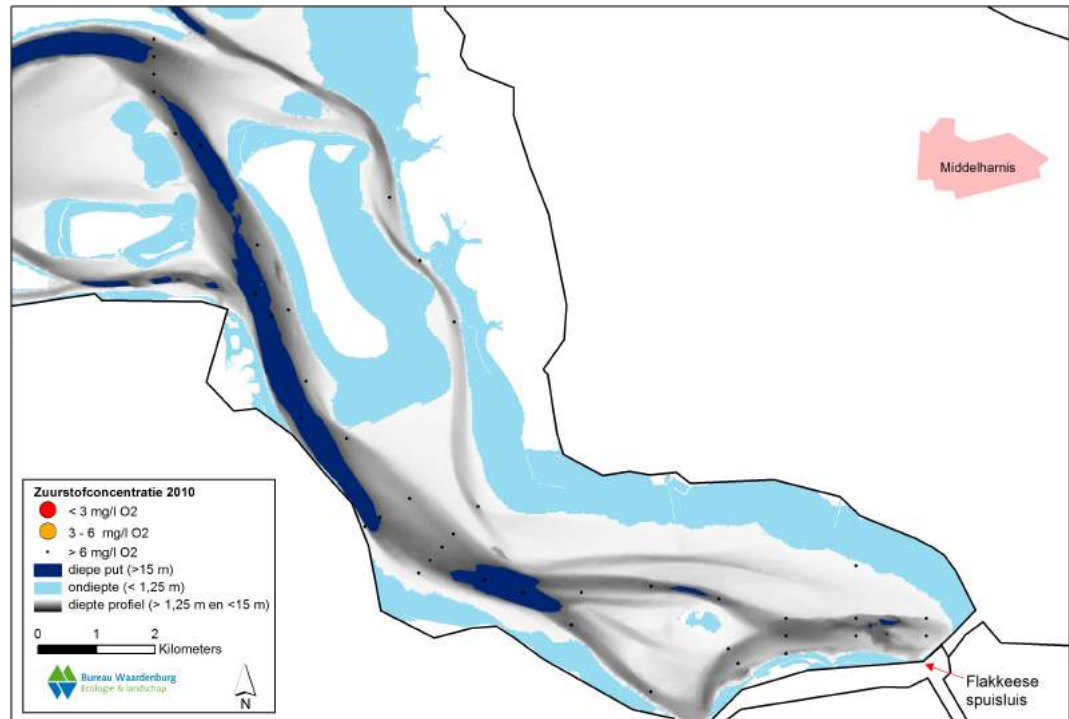 Middelharnis
Zuurstofconcentratie 2010
< 3 mg/l O2
3 - 6 mg/l O2
> 6 mg/l O2
diepe put (>15 m)
ondiepte (< 1,25 m)
diepte profiel (> 1,25 m en <15 m)
0 1 2
Kilometers
Bureau Waardenburg
Ecologie & landschap
N
Flakkeese
spuisluis